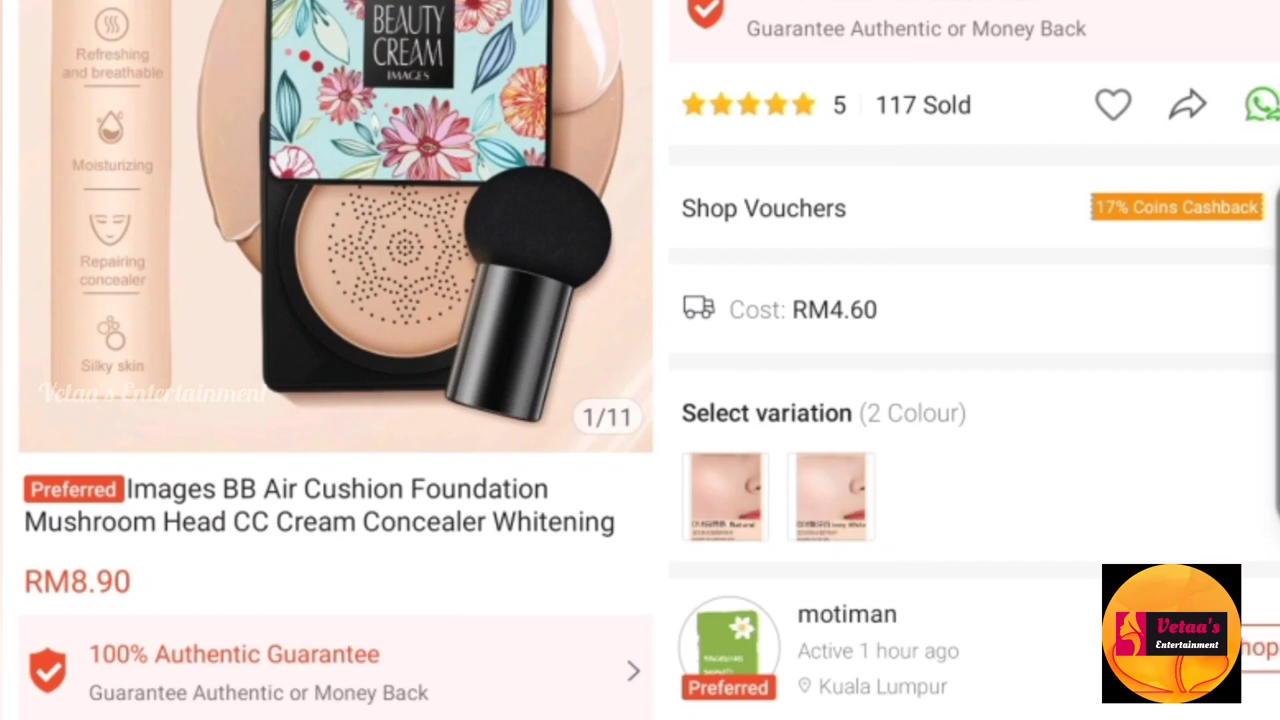 Refreshing
and breathable
Moisturizing
Repairing
concealer
Silky skin
BEAUTY
CREAM
IMAGES
Vetaa's Entertainment
1/11
Preferred Images BB Air Cushion Foundation
Mushroom Head CC Cream Concealer Whitening
RM8.90
100% Authentic Guarantee
Guarantee Authentic or Money Back
Guarantee Authentic or Money Back
5 117 Sold
Shop Vouchers
17% Coins Cashback
Cost: RM4.60
Select variation (2 Colour)
Natural
motiman
Active 1 hour ago
Preferred
Kuala Lumpur
Vetaa's
Entertainment